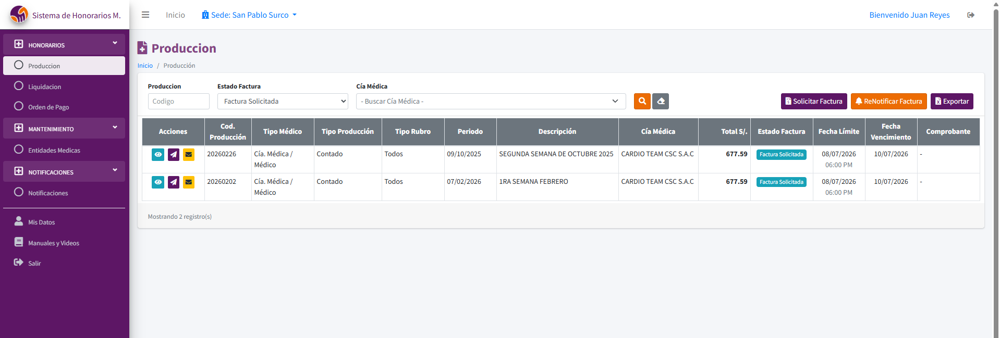 Sistema de Honorarios M.
Inicio
Sede: San Pablo Surco
Bienvenido Juan Reyes
HONORARIOS
Produccion
Liquidacion
Orden de Pago
MANTENIMIENTO
Entidades Medicas
NOTIFICACIONES
Notificaciones
Mis Datos
Manuales y Videos
Salir
Produccion
Inicio / Producción
Produccion
Estado Factura
Cía Médica
Codigo
Factura Solicitada
- Buscar Cía Médica -
Solicitar Factura
ReNotificar Factura
Exportar
Acciones
Cod. Producción
Tipo Médico
Tipo Producción
Tipo Rubro
Periodo
Descripción
Cía Médica
Total S/.
Estado Factura
Fecha Límite
Fecha Vencimiento
Comprobante
20260226
Cía. Médica / Médico
Contado
Todos
09/10/2025
SEGUNDA SEMANA DE OCTUBRE 2025
CARDIO TEAM CSC S.A.C
677.59
Factura Solicitada
08/07/2026
06:00 PM
10/07/2026
-
20260202
Cía. Médica / Médico
Contado
Todos
07/02/2026
1RA SEMANA FEBRERO
CARDIO TEAM CSC S.A.C
677.59
Factura Solicitada
08/07/2026
06:00 PM
10/07/2026
-
Mostrando 2 registro(s)